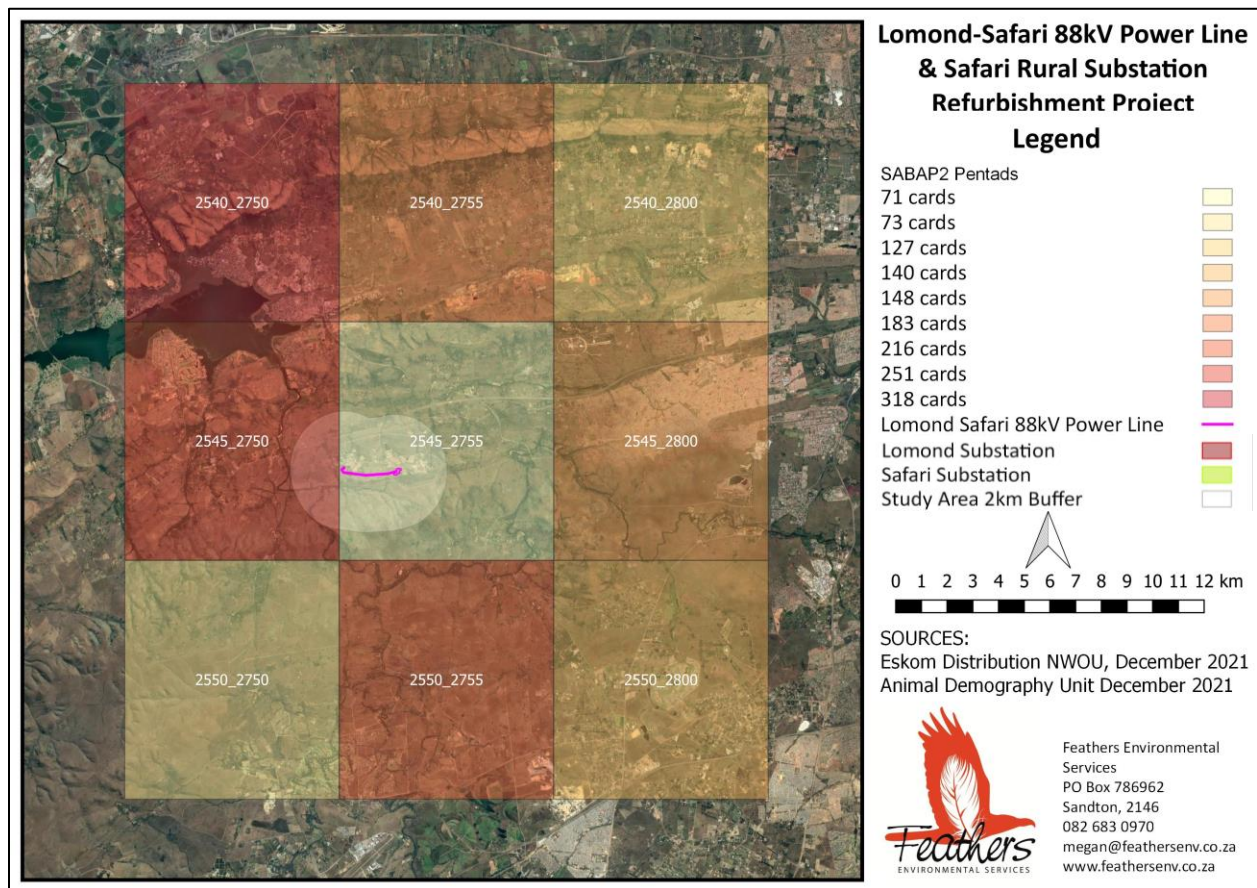 Lomond-Safari 88kV Power Line
& Safari Rural Substation
Refurbishment Project
Legend
SABAP2 Pentads
71 cards
73 cards
127 cards
140 cards
148 cards
183 cards
216 cards
251 cards
318 cards
Lomond Safari 88kV Power Line
Lomond Substation
Safari Substation
Study Area 2km Buffer
0 1 2 3 4 5 6 7 8 9 10 11 12 km
SOURCES:
Eskom Distribution NWOU, December 2021
Animal Demography Unit December 2021
Feathers
ENVIRONMENTAL SERVICES
Feathers Environmental
Services
PO Box 786962
Sandton, 2146
082 683 0970
megan@feathersenv.co.za
www.feathersenv.co.za
2540_2750 2540_2755 2540_2800
2545_2750 2545_2755 2545_2800
2550_2750 2550_2755 2550_2800